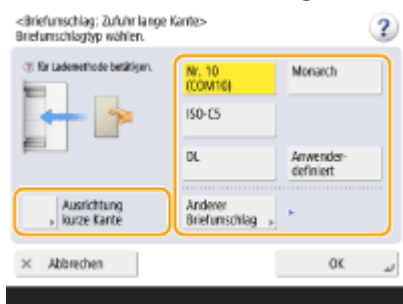 <Briefumschlag: Zufuhr lange Kante>
Briefumschlagtyp wählen.
?
? für Lademethode betätigen.
Nr. 10
(COM10)
Monarch
ISO-C5
DL
Anwender-
definiert
Ausrichtung
kurze Kante
Anderer
Briefumschlag
× Abbrechen
OK